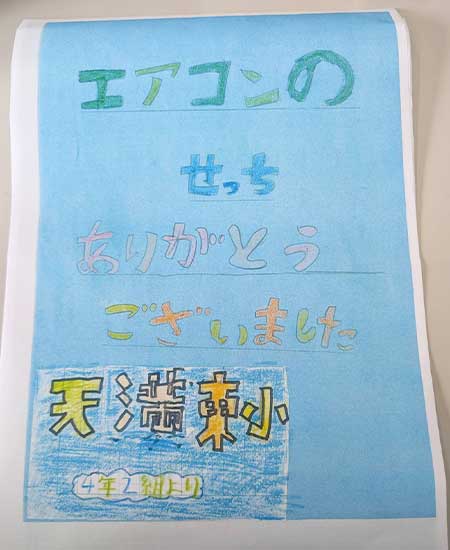 エアコンの
せっち
ありがとう
ございました
天満東小
4年2組より